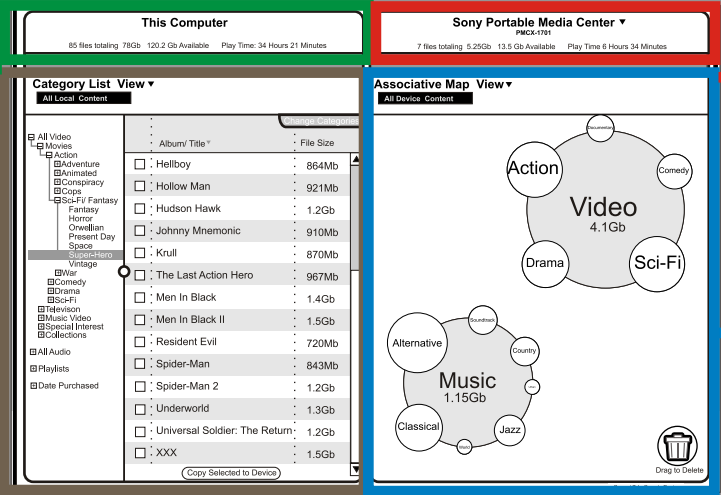 This Computer
85 files totaling 78Gb 120.2 Gb Available Play Time: 34 Hours 21 Minutes
Sony Portable Media Center ▼
PMCX-1701
7 files totaling 5.25Gb 13.5 Gb Available Play Time 6 Hours 34 Minutes
Category List View ▼
All Local Content
Change Categories
All Video
Movies
Action
Adventure
Animated
Conspiracy
Cops
Sci-Fi/ Fantasy
Fantasy
Horror
Orwellian
Present Day
Space
Super-Hero
Vintage
War
Comedy
Drama
Sci-Fi
Televison
Music Video
Special Interest
Collections
All Audio
Playlists
Date Purchased
Album/ Title File Size
Hellboy 864Mb
Hollow Man 921Mb
Hudson Hawk 1.2Gb
Johnny Mnemonic 910Mb
Krull 870Mb
The Last Action Hero 967Mb
Men In Black 1.4Gb
Men In Black II 1.5Gb
Resident Evil 720Mb
Spider-Man 843Mb
Spider-Man 2 1.2Gb
Underworld 1.3Gb
Universal Soldier: The Return 1.2Gb
XXX 1.5Gb
Copy Selected to Device
Associative Map View ▼
All Device Content
Documentary
Action
Comedy
Video
4.1Gb
Drama
Sci-Fi
Soundtrack
Alternative
Country
Music
1.15Gb
Classical
Jazz
World
Drag to Delete